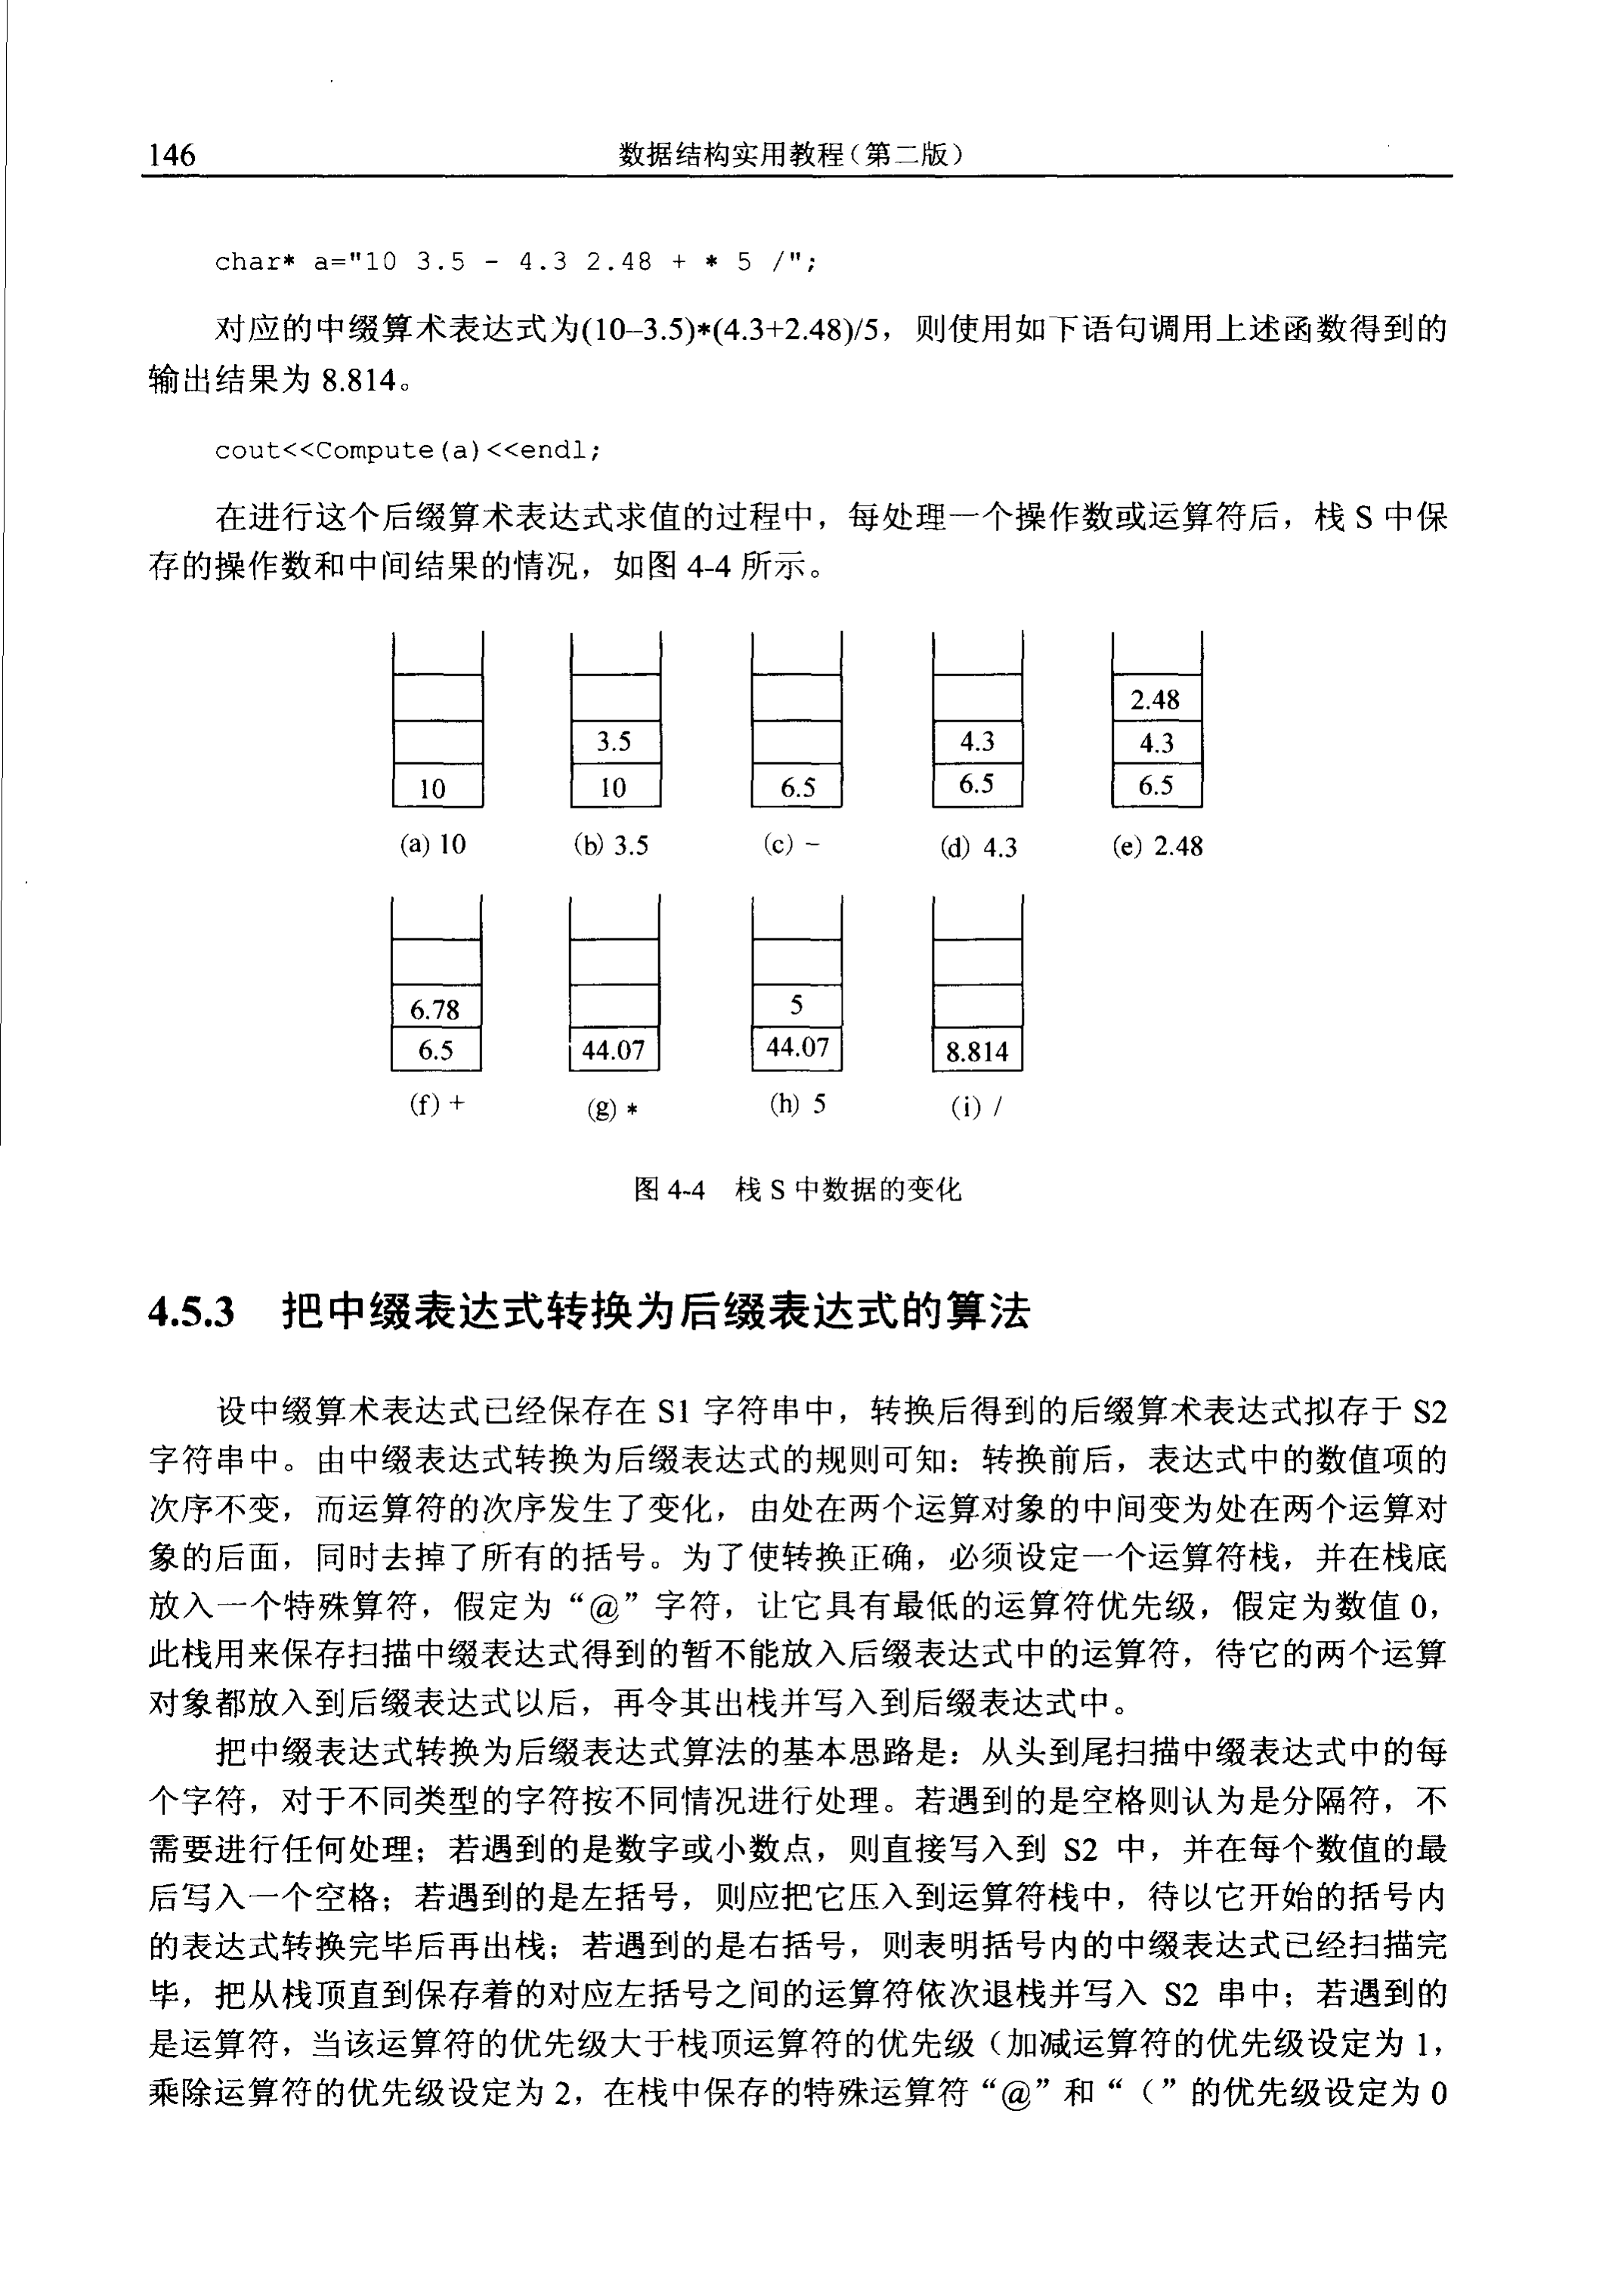 146
数据结构实用教程(第二版)
char* a="10 3.5 - 4.3 2.48 + * 5 /";
对应的中缀算术表达式为(10–3.5)*(4.3+2.48)/5，则使用如下语句调用上述函数得到的
输出结果为 8.814。
cout<<Compute(a)<<endl;
在进行这个后缀算术表达式求值的过程中，每处理一个操作数或运算符后，栈 S 中保
存的操作数和中间结果的情况，如图 4-4 所示。
2.48
3.5 4.3 4.3
10 10 6.5 6.5 6.5
(a) 10 (b) 3.5 (c) - (d) 4.3 (e) 2.48
6.78 5
6.5 44.07 44.07 8.814
(f) + (g) * (h) 5 (i) /
图 4-4 栈 S 中数据的变化
4.5.3 把中缀表达式转换为后缀表达式的算法
设中缀算术表达式已经保存在 S1 字符串中，转换后得到的后缀算术表达式拟存于 S2
字符串中。由中缀表达式转换为后缀表达式的规则可知：转换前后，表达式中的数值项的
次序不变，而运算符的次序发生了变化，由处在两个运算对象的中间变为处在两个运算对
象的后面，同时去掉了所有的括号。为了使转换正确，必须设定一个运算符栈，并在栈底
放入一个特殊算符，假定为“@”字符，让它具有最低的运算符优先级，假定为数值 0，
此栈用来保存扫描中缀表达式得到的暂不能放入后缀表达式中的运算符，待它的两个运算
对象都放入到后缀表达式以后，再令其出栈并写入到后缀表达式中。
把中缀表达式转换为后缀表达式算法的基本思路是：从头到尾扫描中缀表达式中的每
个字符，对于不同类型的字符按不同情况进行处理。若遇到的是空格则认为是分隔符，不
需要进行任何处理；若遇到的是数字或小数点，则直接写入到 S2 中，并在每个数值的最
后写入一个空格；若遇到的是左括号，则应把它压入到运算符栈中，待以它开始的括号内
的表达式转换完毕后再出栈；若遇到的是右括号，则表明括号内的中缀表达式已经扫描完
毕，把从栈顶直到保存着的对应左括号之间的运算符依次退栈并写入 S2 串中；若遇到的
是运算符，当该运算符的优先级大于栈顶运算符的优先级（加减运算符的优先级设定为 1，
乘除运算符的优先级设定为 2，在栈中保存的特殊运算符“@”和“（”的优先级设定为 0